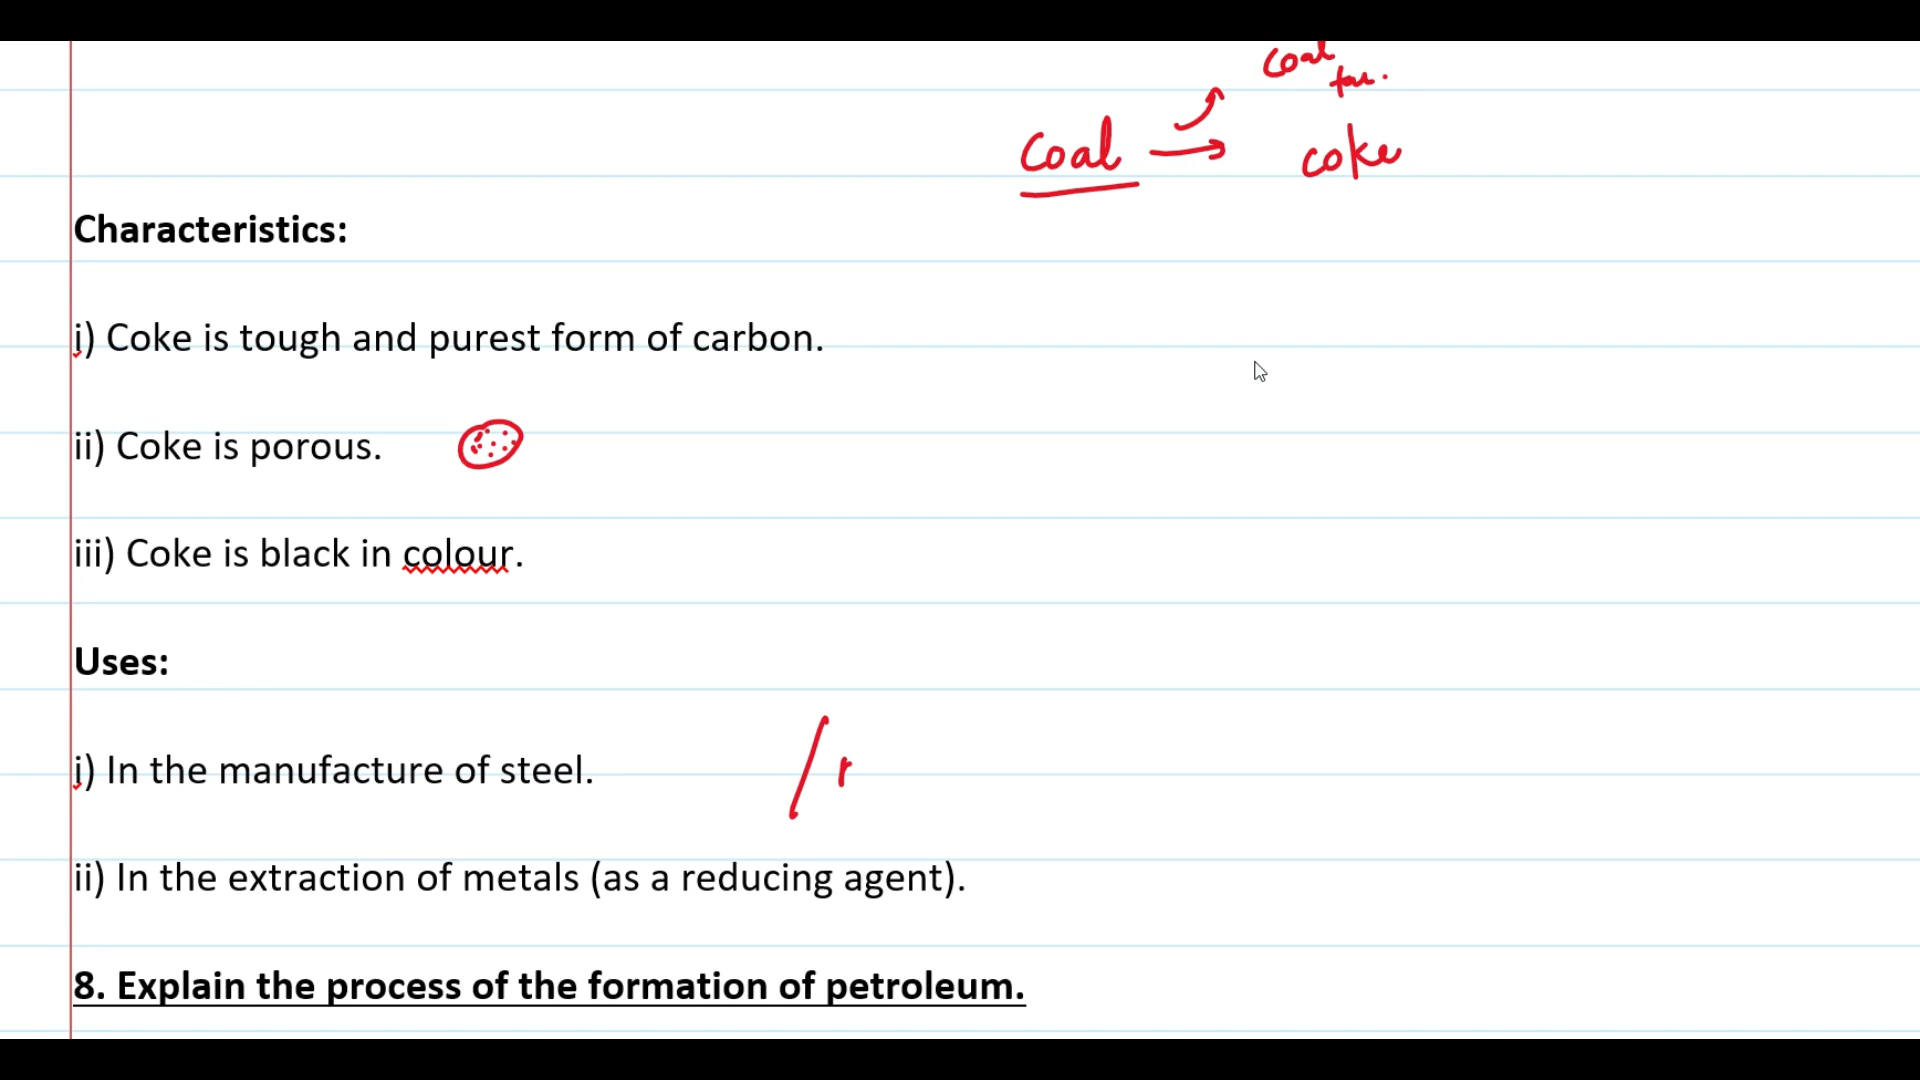 coal
tar.
coal → coke
Characteristics:
i) Coke is tough and purest form of carbon.
ii) Coke is porous.
iii) Coke is black in colour.
Uses:
i) In the manufacture of steel.
ii) In the extraction of metals (as a reducing agent).
8. Explain the process of the formation of petroleum.